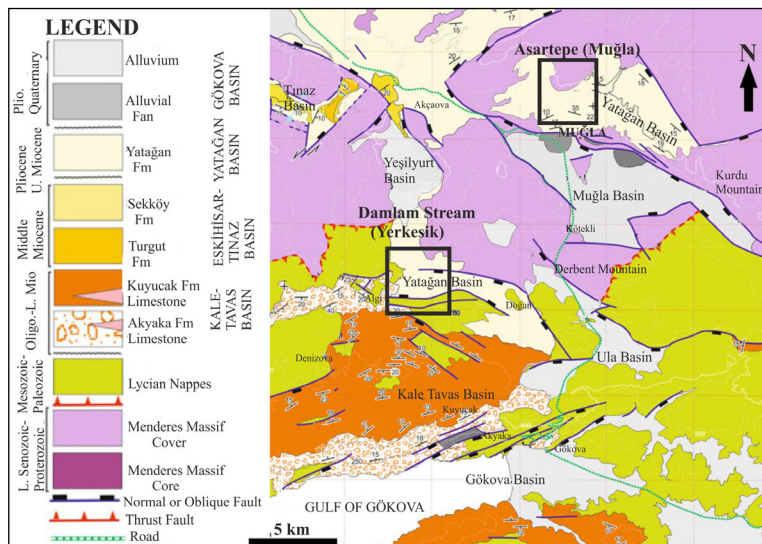 LEGEND
Plio.
Quaternary
Alluvium
Alluvial
Fan
GÖKOVA
BASIN
Pliocene
U. Miocene
Yatağan
Fm
YATAĞAN
BASIN
Middle
Miocene
Sekköy
Fm
Turgut
Fm
ESKIHISAR-
TINAZ
BASIN
Oligo.-L. Mio
Kuyucak Fm
Limestone
Akyaka Fm
Limestone
KALE-
TAVAS
BASIN
Mesozoic-
Paleozoic
Lycian Nappes
L. Senozoic-
Proterozoic
Menderes Massif
Cover
Menderes Massif
Core
Normal or Oblique Fault
Thrust Fault
Road
Asartepe (Muğla)
N
Tınaz
Basin
Akçaova
Yatağan Basin
MUĞLA
Yeşilyurt
Basin
Muğla Basin
Kurdu
Mountain
Kötekli
Damlam Stream
(Yerkesik)
Derbent Mountain
Yatağan Basin
Algı
Doğan
Denizova
Ula Basin
Kale Tavas Basin
Kuyucak
Akyaka
Gökova
Gökova Basin
GULF OF GÖKOVA
5 km